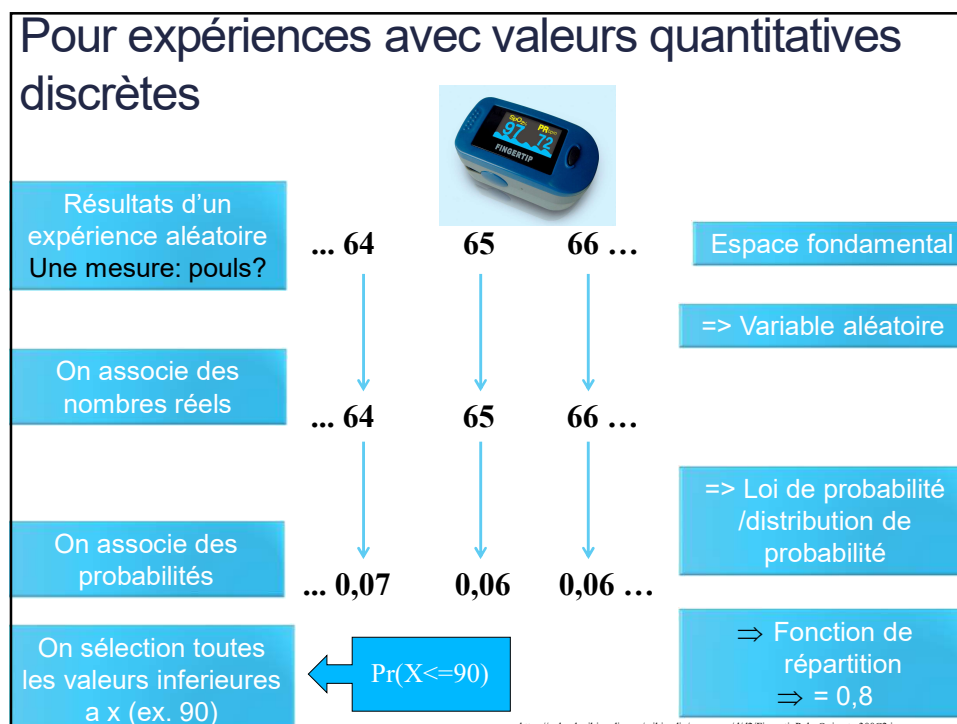 Pour expériences avec valeurs quantitatives
discrètes
SpO2
PRbpm
97
72
FINGERTIP
Résultats d'un
expérience aléatoire
Une mesure: pouls?
... 64 65 66 ...
Espace fondamental
=> Variable aléatoire
On associe des
nombres réels
... 64 65 66 ...
=> Loi de probabilité
/distribution de
probabilité
On associe des
probabilités
... 0,07 0,06 0,06 ...
On sélection toutes
les valeurs inferieures
a x (ex. 90)
Pr(X<=90)
⇒ Fonction de
répartition
⇒ = 0,8